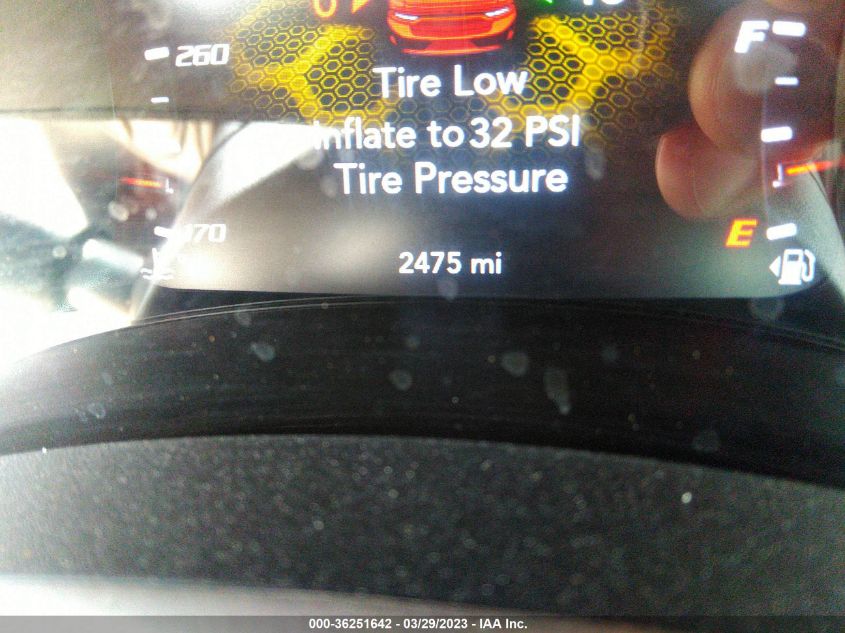 260
F
Tire Low
Inflate to 32 PSI
Tire Pressure
170
E
2475 mi
000-36251642 - 03/29/2023 - IAA Inc.